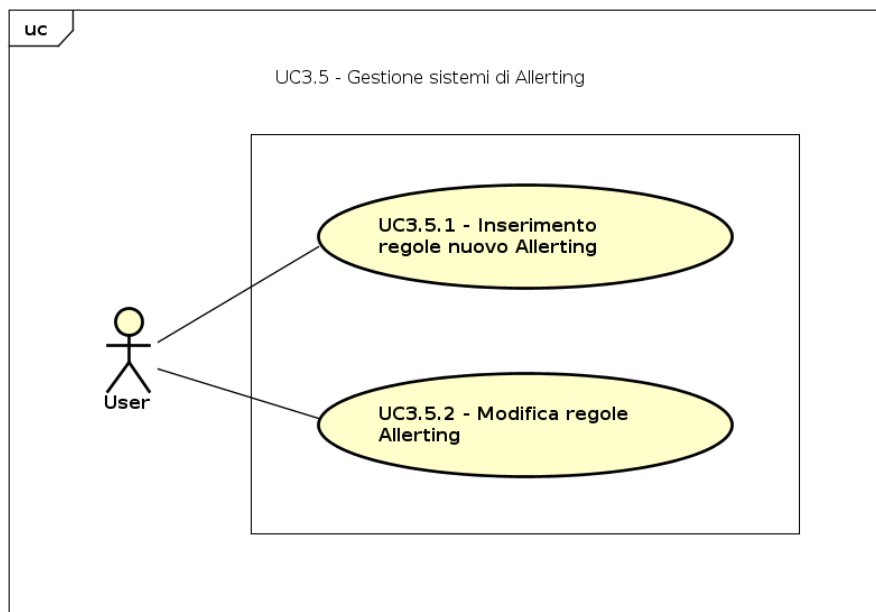 uc
UC3.5 - Gestione sistemi di Allerting
UC3.5.1 - Inserimento
regole nuovo Allerting
User
UC3.5.2 - Modifica regole
Allerting